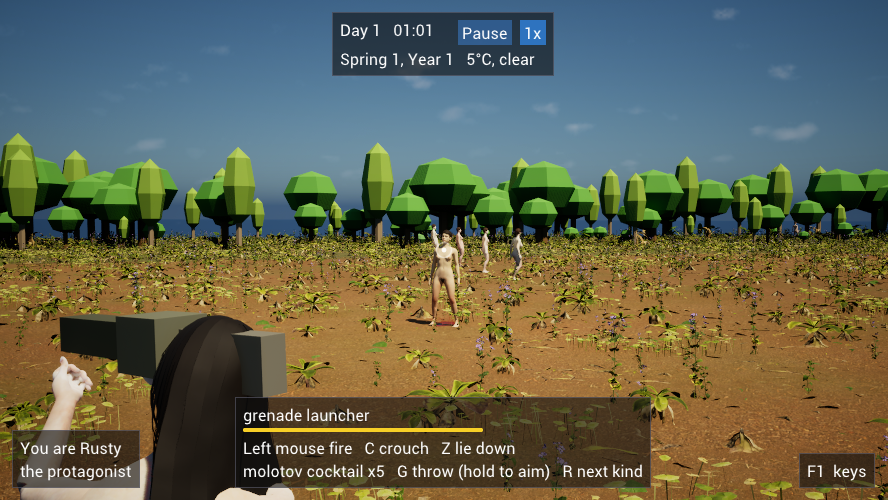 Day 1 01:01 Pause 1x
Spring 1, Year 1 5°C, clear
grenade launcher
Left mouse fire C crouch Z lie down
molotov cocktail x5 G throw (hold to aim) R next kind
You are Rusty
the protagonist
F1 keys